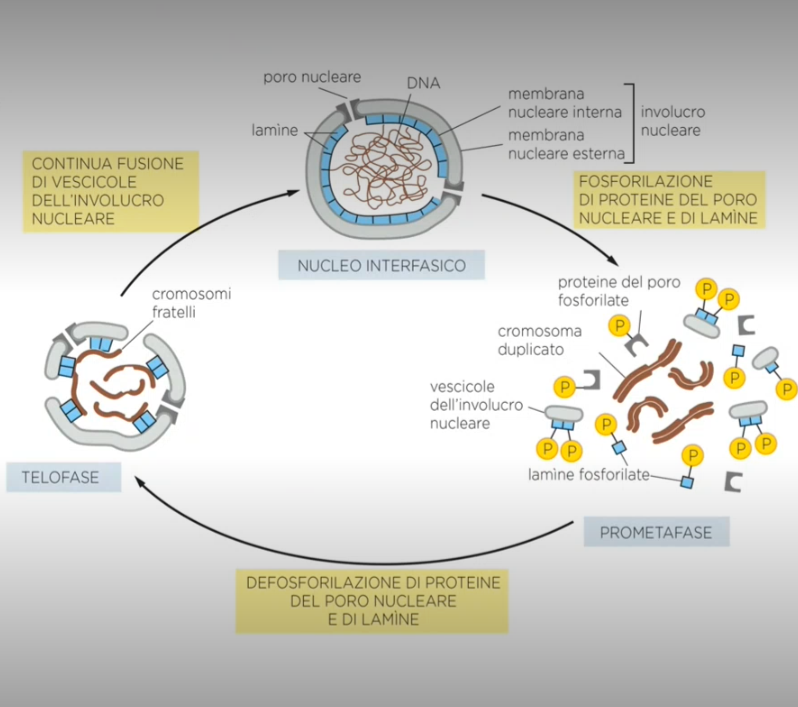 poro nucleare
DNA
lamìne
membrana
nucleare interna
membrana
nucleare esterna
involucro
nucleare
CONTINUA FUSIONE
DI VESCICOLE
DELL'INVOLUCRO
NUCLEARE
FOSFORILAZIONE
DI PROTEINE DEL PORO
NUCLEARE E DI LAMÌNE
NUCLEO INTERFASICO
cromosomi
fratelli
proteine del poro
fosforilate
cromosoma
duplicato
vescicole
dell'involucro
nucleare
P
P
P
P
P
P
P
P
P
P
P
P
lamìne fosforilate
TELOFASE
PROMETAFASE
DEFOSFORILAZIONE DI PROTEINE
DEL PORO NUCLEARE
E DI LAMÌNE